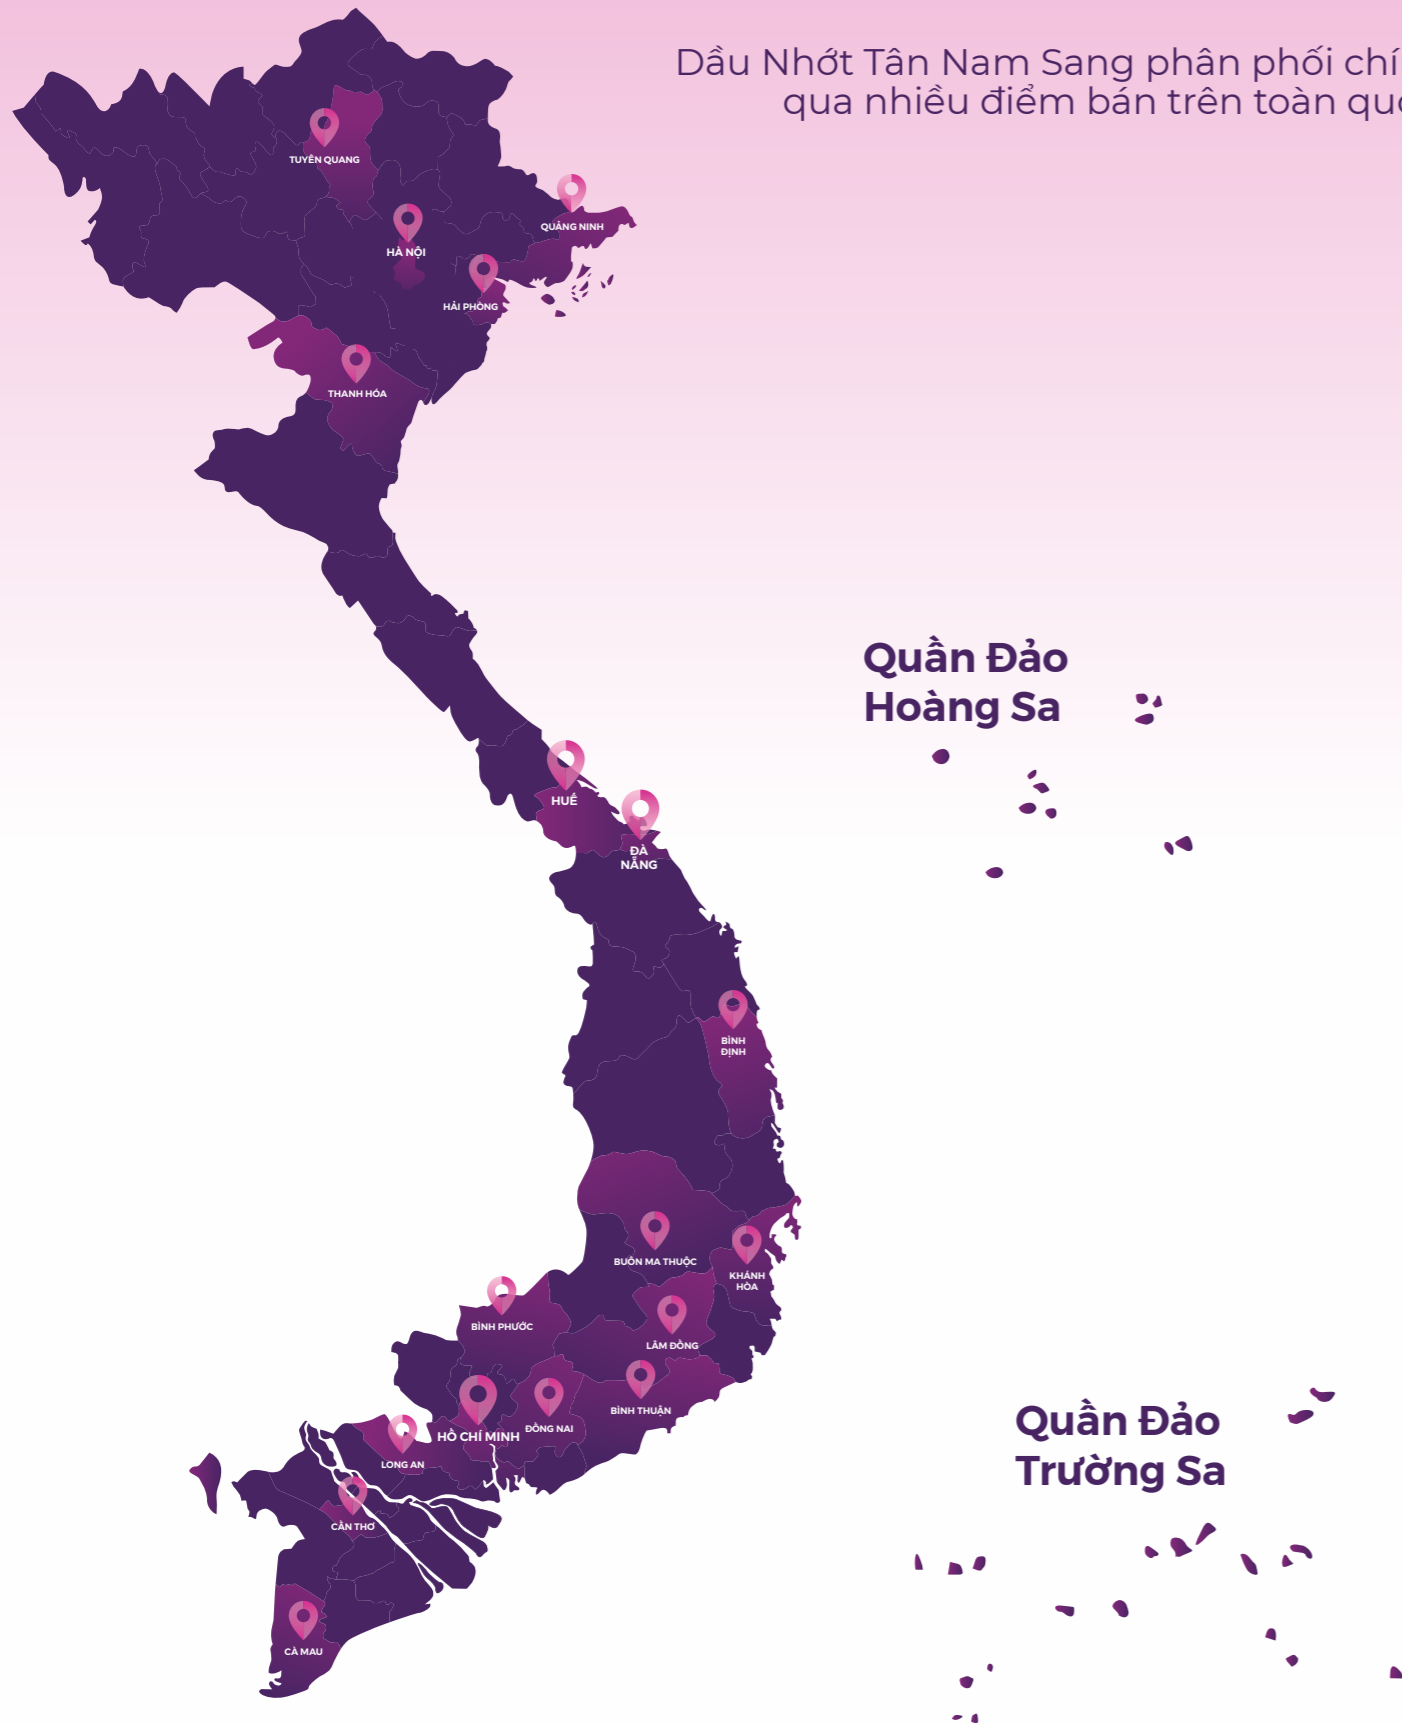 Dầu Nhớt Tân Nam Sang phân phối chí
qua nhiều điểm bán trên toàn quố
TUYÊN QUANG
QUẢNG NINH
HÀ NỘI
HẢI PHÒNG
THANH HÓA
Quần Đảo
Hoàng Sa
HUẾ
ĐÀ
NẴNG
BÌNH
ĐỊNH
BUÔN MA THUỘC
KHÁNH
HÒA
BÌNH PHƯỚC
LÂM ĐỒNG
BÌNH THUẬN
Quần Đảo
Trường Sa
ĐỒNG NAI
HỒ CHÍ MINH
LONG AN
CẦN THƠ
CÀ MAU